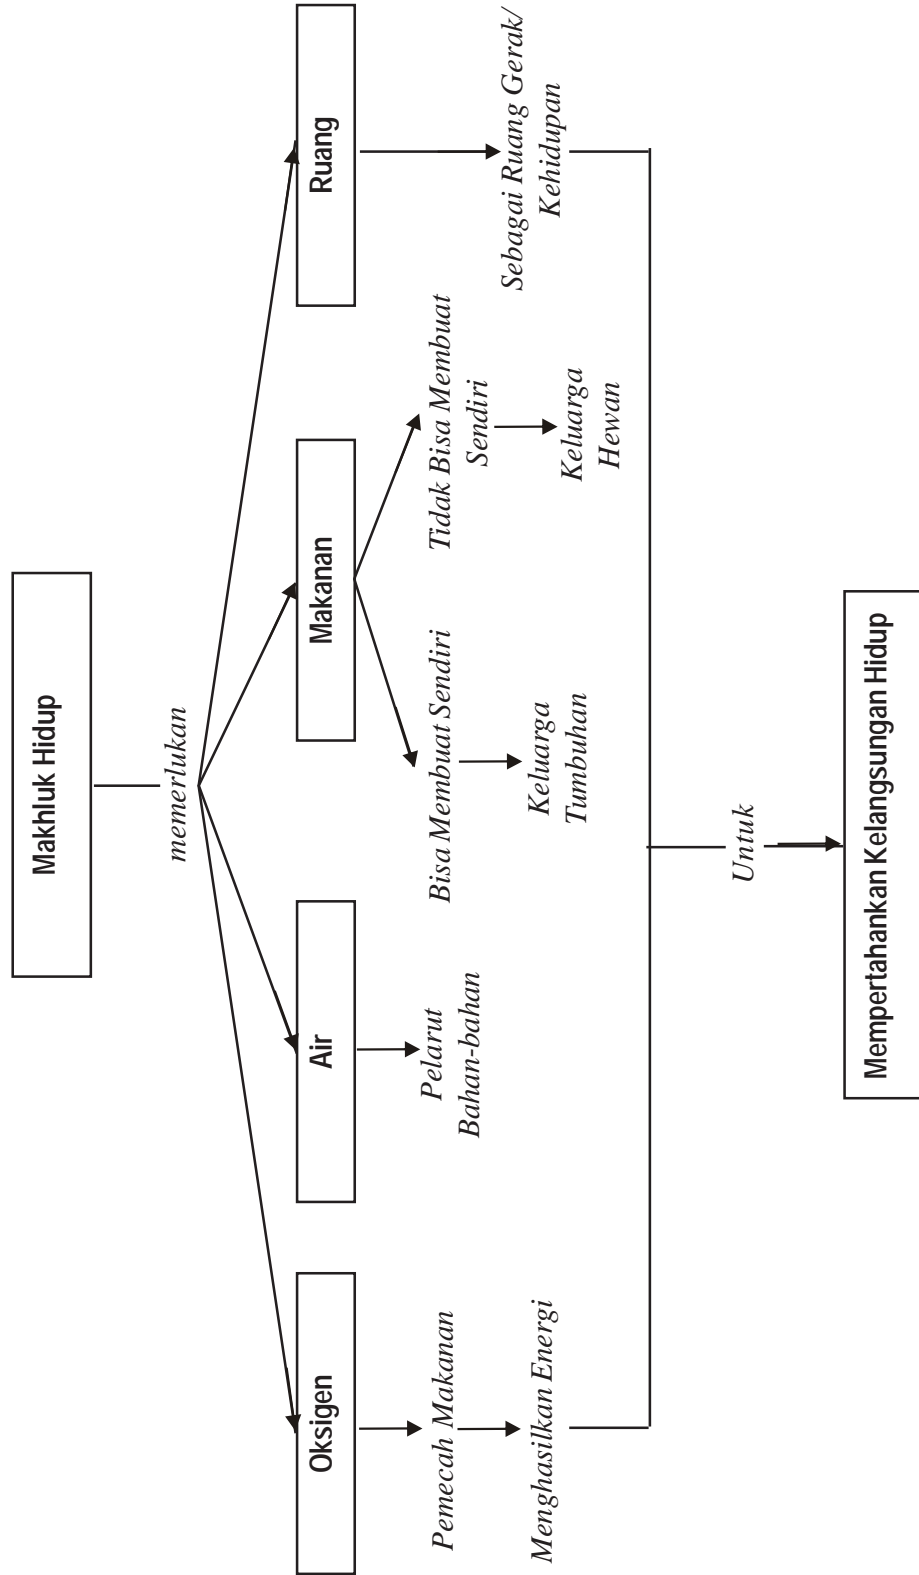 Makhluk Hidup
memerlukan
Oksigen
Air
Makanan
Ruang
Pemecah Makanan
Menghasilkan Energi
Pelarut
Bahan-bahan
Bisa Membuat Sendiri
Keluarga
Tumbuhan
Tidak Bisa Membuat
Sendiri
Keluarga
Hewan
Sebagai Ruang Gerak/
Kehidupan
Untuk
Mempertahankan Kelangsungan Hidup